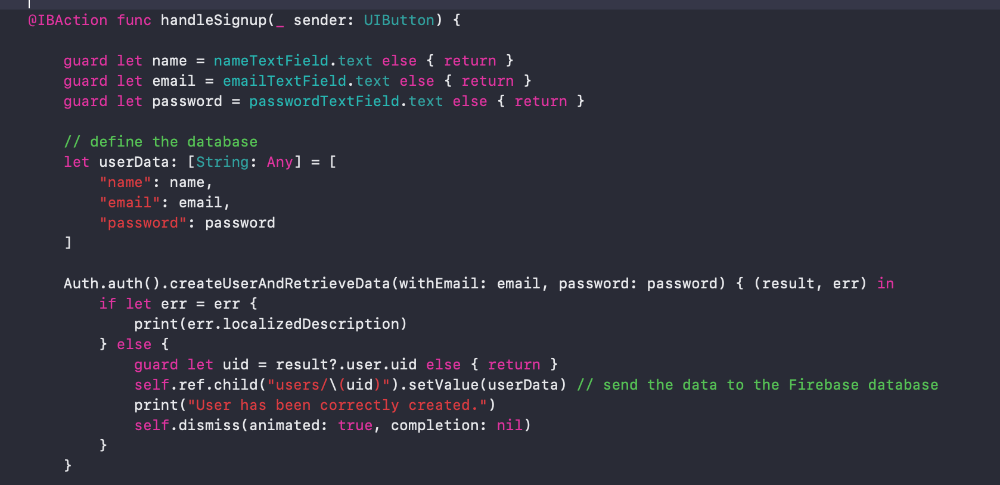 @IBAction func handleSignup(_ sender: UIButton) {
guard let name = nameTextField.text else { return }
guard let email = emailTextField.text else { return }
guard let password = passwordTextField.text else { return }
// define the database
let userData: [String: Any] = [
"name": name,
"email": email,
"password": password
]
Auth.auth().createUserAndRetrieveData(withEmail: email, password: password) { (result, err) in
if let err = err {
print(err.localizedDescription)
} else {
guard let uid = result?.user.uid else { return }
self.ref.child("users/\(uid)").setValue(userData) // send the data to the Firebase database
print("User has been correctly created.")
self.dismiss(animated: true, completion: nil)
}
}